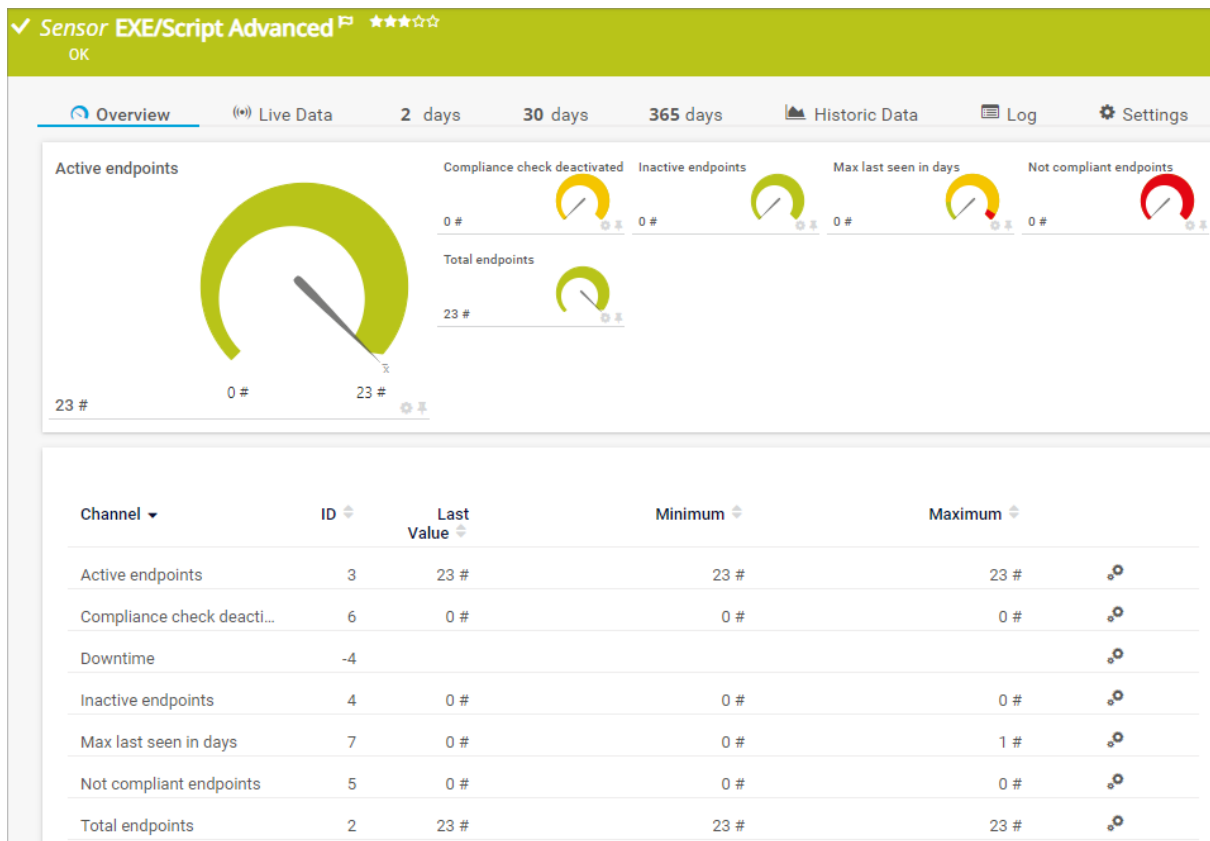 Sensor EXE/Script Advanced
OK
Overview Live Data 2 days 30 days 365 days Historic Data Log Settings
Active endpoints
0 #
23 #
x̄
23 #
Compliance check deactivated
0 #
Inactive endpoints
0 #
Max last seen in days
0 #
Not compliant endpoints
0 #
Total endpoints
23 #
Channel ID Last Value Minimum Maximum
Active endpoints 3 23 # 23 # 23 #
Compliance check deacti... 6 0 # 0 # 0 #
Downtime -4
Inactive endpoints 4 0 # 0 # 0 #
Max last seen in days 7 0 # 0 # 1 #
Not compliant endpoints 5 0 # 0 # 0 #
Total endpoints 2 23 # 23 # 23 #